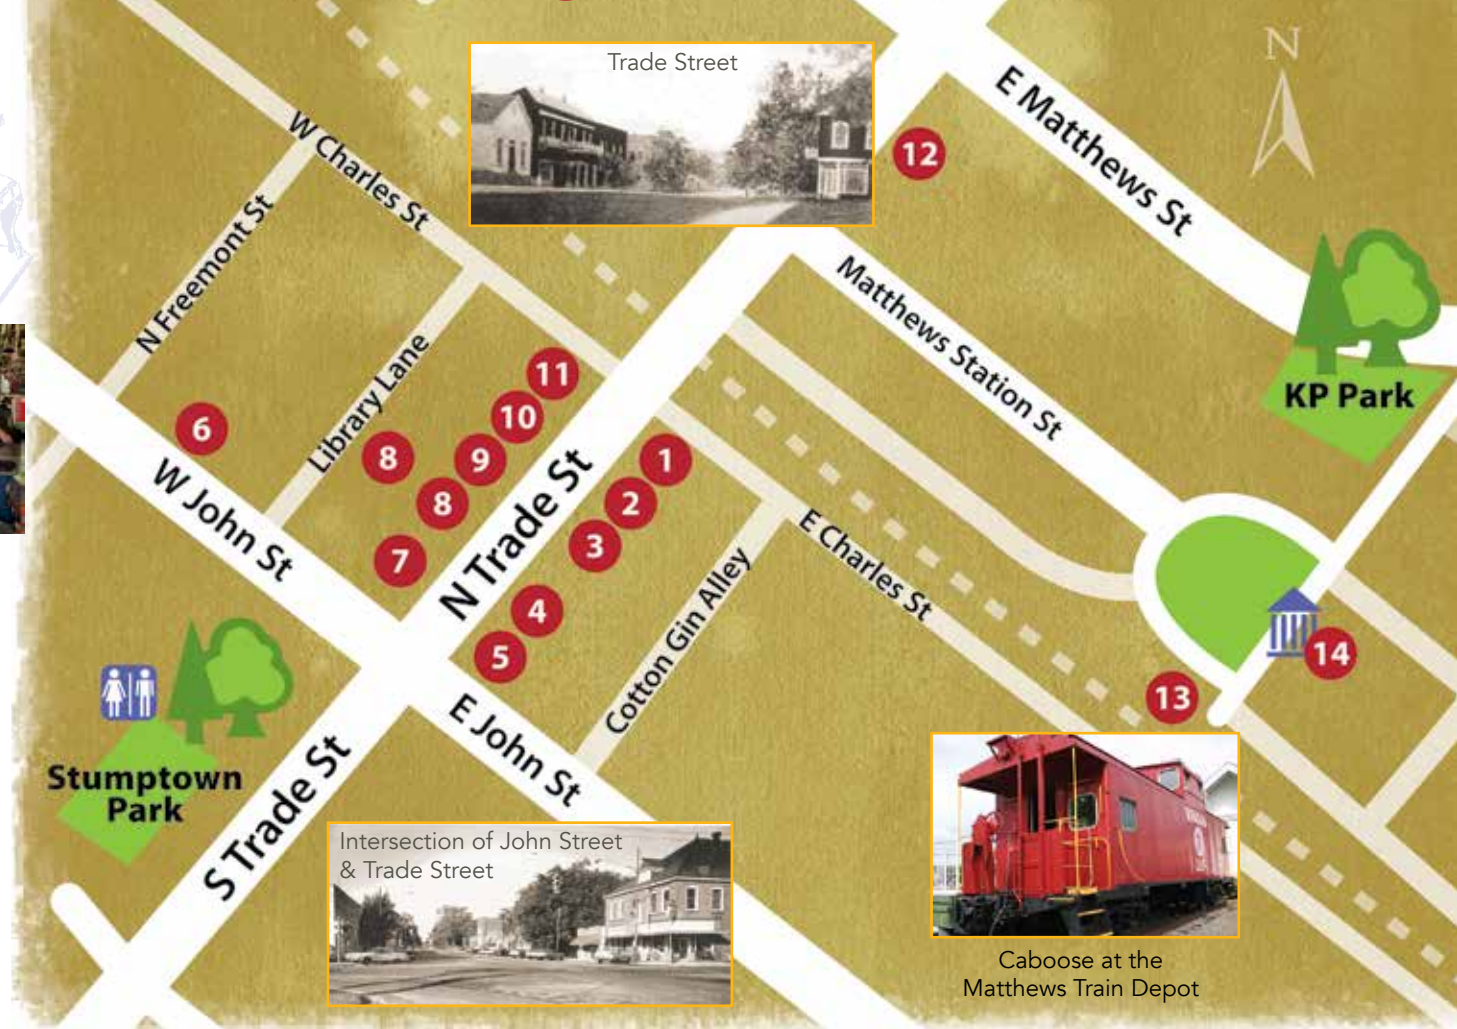 N
Trade Street
E Matthews St
12
W Charles St
N Freemont St
Matthews Station St
KP Park
Library Lane
11
10
9
8
8
7
6
1
2
3
4
5
W John St
N Trade St
E Charles St
Cotton Gin Alley
14
13
E John St
Stumptown
Park
S Trade St
Intersection of John Street
& Trade Street
Caboose at the
Matthews Train Depot